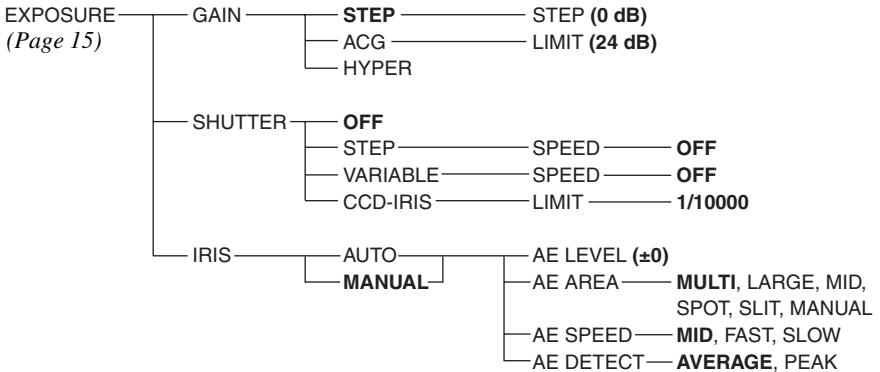 EXPOSURE GAIN STEP STEP (0 dB)
(Page 15) ACG LIMIT (24 dB)
HYPER
SHUTTER OFF
STEP SPEED OFF
VARIABLE SPEED OFF
CCD-IRIS LIMIT 1/10000
IRIS AUTO AE LEVEL (±0)
MANUAL AE AREA MULTI, LARGE, MID,
SPOT, SLIT, MANUAL
AE SPEED MID, FAST, SLOW
AE DETECT AVERAGE, PEAK